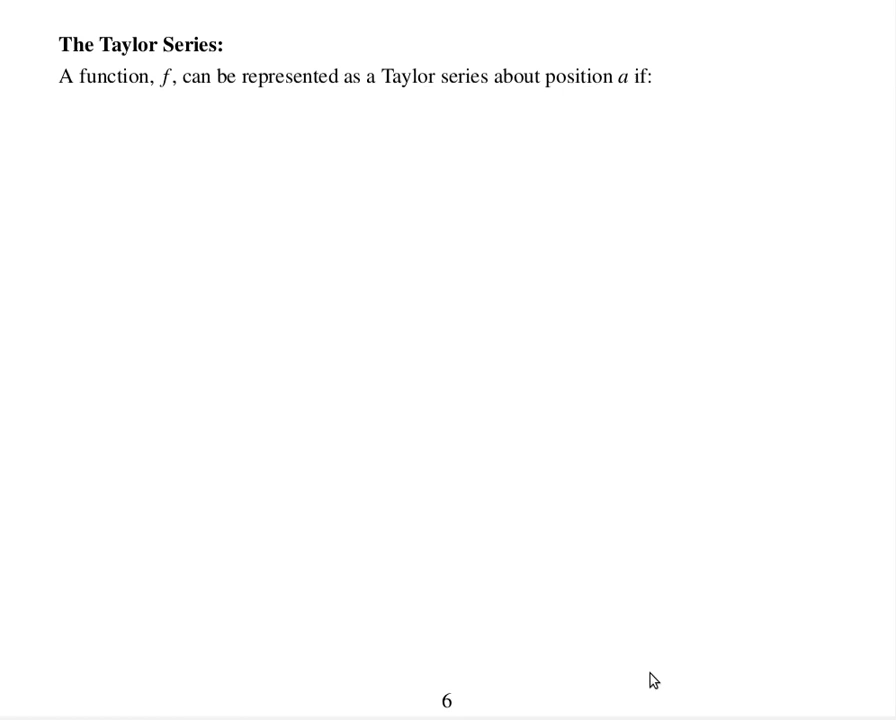 The Taylor Series:
A function, f, can be represented as a Taylor series about position a if:
6